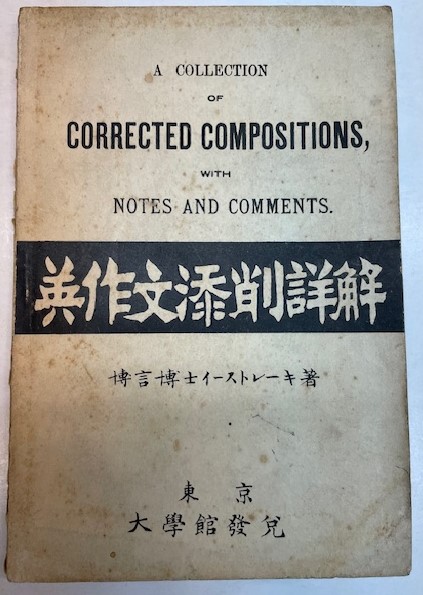 A COLLECTION
OF
CORRECTED COMPOSITIONS,
WITH
NOTES AND COMMENTS.
英作文添削詳解
博言博士イーストレーキ著
東京
大學館發兌